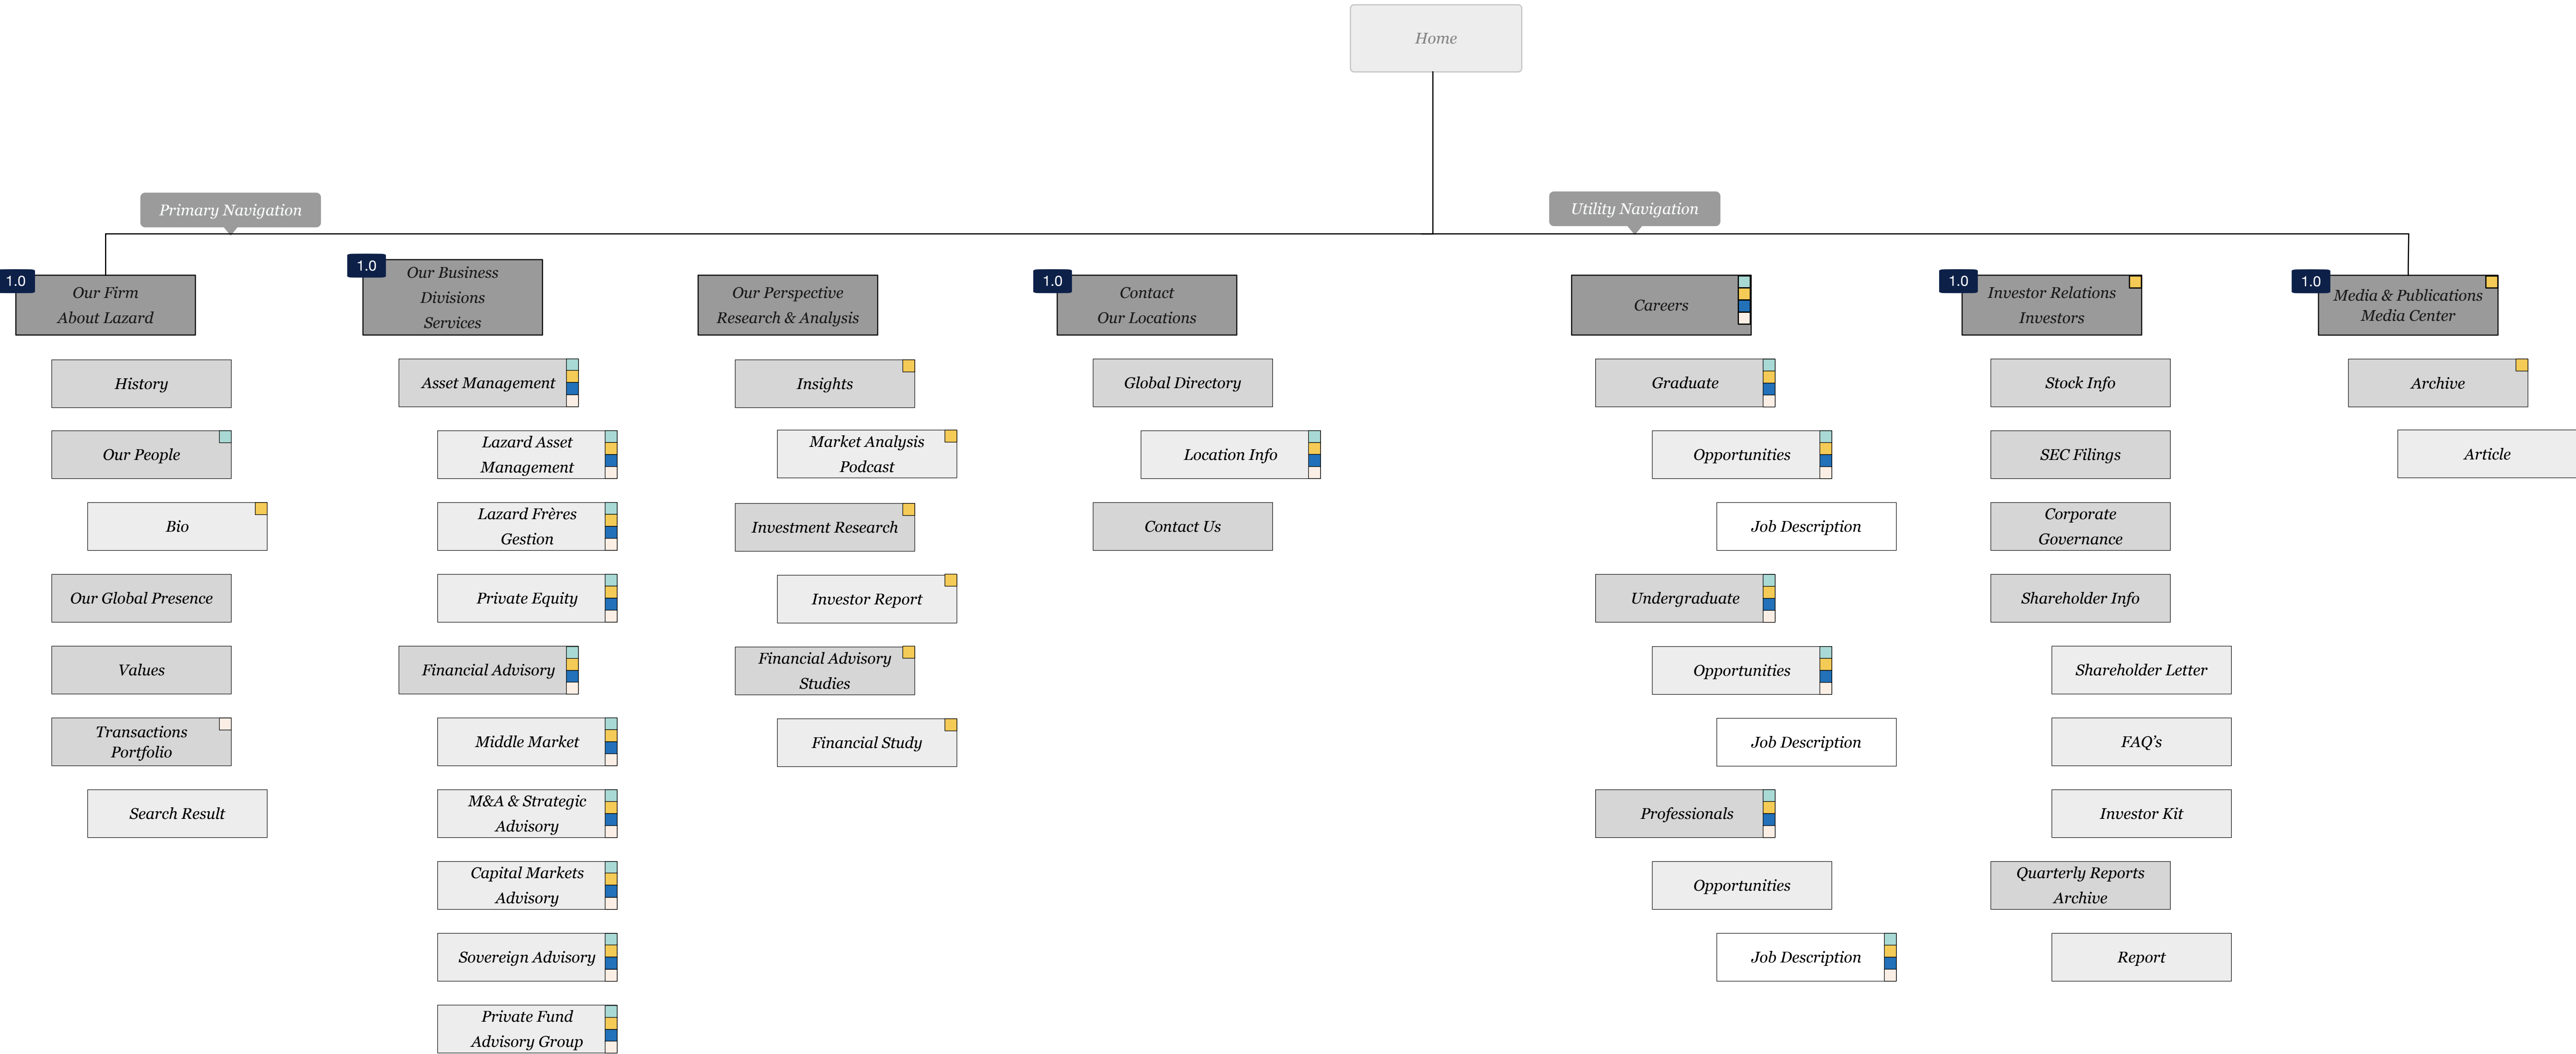 Home
Primary Navigation
Utility Navigation
1.0
Our Firm
About Lazard
History
Our People
Bio
Our Global Presence
Values
Transactions
Portfolio
Search Result
1.0
Our Business
Divisions
Services
Asset Management
Lazard Asset
Management
Lazard Frères
Gestion
Private Equity
Financial Advisory
Middle Market
M&A & Strategic
Advisory
Capital Markets
Advisory
Sovereign Advisory
Private Fund
Advisory Group
Our Perspective
Research & Analysis
Insights
Market Analysis
Podcast
Investment Research
Investor Report
Financial Advisory
Studies
Financial Study
1.0
Contact
Our Locations
Global Directory
Location Info
Contact Us
Careers
Graduate
Opportunities
Job Description
Undergraduate
Opportunities
Job Description
Professionals
Opportunities
Job Description
1.0
Investor Relations
Investors
Stock Info
SEC Filings
Corporate
Governance
Shareholder Info
Shareholder Letter
FAQ’s
Investor Kit
Quarterly Reports
Archive
Report
1.0
Media & Publications
Media Center
Archive
Article